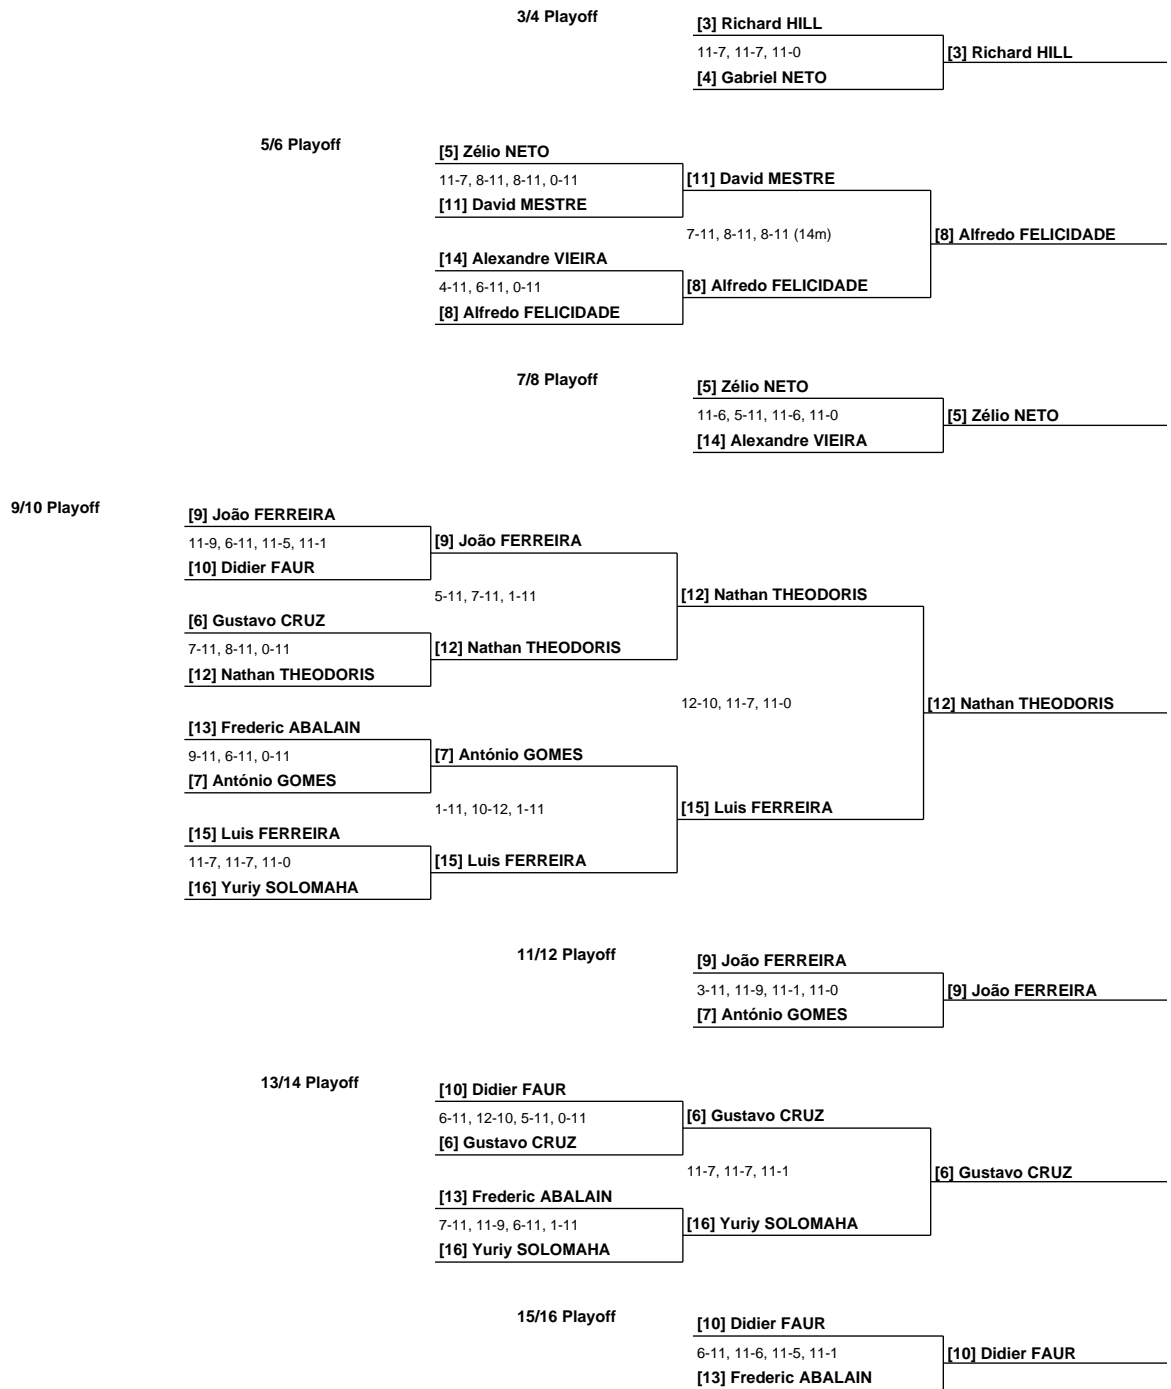 3/4 Playoff
[3] Richard HILL
11-7, 11-7, 11-0
[3] Richard HILL
[4] Gabriel NETO
5/6 Playoff
[5] Zélio NETO
11-7, 8-11, 8-11, 0-11
[11] David MESTRE
[11] David MESTRE
7-11, 8-11, 8-11 (14m)
[8] Alfredo FELICIDADE
[14] Alexandre VIEIRA
4-11, 6-11, 0-11
[8] Alfredo FELICIDADE
[8] Alfredo FELICIDADE
7/8 Playoff
[5] Zélio NETO
11-6, 5-11, 11-6, 11-0
[5] Zélio NETO
[14] Alexandre VIEIRA
9/10 Playoff
[9] João FERREIRA
11-9, 6-11, 11-5, 11-1
[9] João FERREIRA
[10] Didier FAUR
5-11, 7-11, 1-11
[12] Nathan THEODORIS
[6] Gustavo CRUZ
7-11, 8-11, 0-11
[12] Nathan THEODORIS
[12] Nathan THEODORIS
12-10, 11-7, 11-0
[12] Nathan THEODORIS
[13] Frederic ABALAIN
9-11, 6-11, 0-11
[7] António GOMES
[7] António GOMES
1-11, 10-12, 1-11
[15] Luis FERREIRA
[15] Luis FERREIRA
11-7, 11-7, 11-0
[15] Luis FERREIRA
[16] Yuriy SOLOMAHA
11/12 Playoff
[9] João FERREIRA
3-11, 11-9, 11-1, 11-0
[9] João FERREIRA
[7] António GOMES
13/14 Playoff
[10] Didier FAUR
6-11, 12-10, 5-11, 0-11
[6] Gustavo CRUZ
[6] Gustavo CRUZ
11-7, 11-7, 11-1
[6] Gustavo CRUZ
[13] Frederic ABALAIN
7-11, 11-9, 6-11, 1-11
[16] Yuriy SOLOMAHA
[16] Yuriy SOLOMAHA
15/16 Playoff
[10] Didier FAUR
6-11, 11-6, 11-5, 11-1
[10] Didier FAUR
[13] Frederic ABALAIN